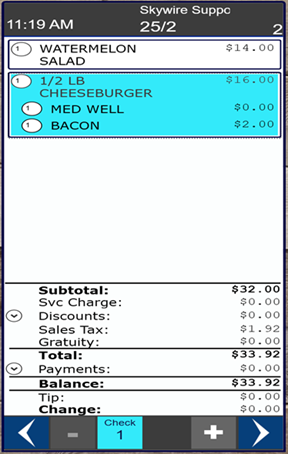 Skywire Suppo
11:19 AM 25/2 2
1 WATERMELON SALAD $14.00
1 1/2 LB CHEESEBURGER $16.00
1 MED WELL $0.00
1 BACON $2.00
Subtotal: $32.00
Svc Charge: $0.00
Discounts: $0.00
Sales Tax: $1.92
Gratuity: $0.00
Total: $33.92
Payments: $0.00
Balance: $33.92
Tip: $0.00
Change: $0.00
- Check +
1